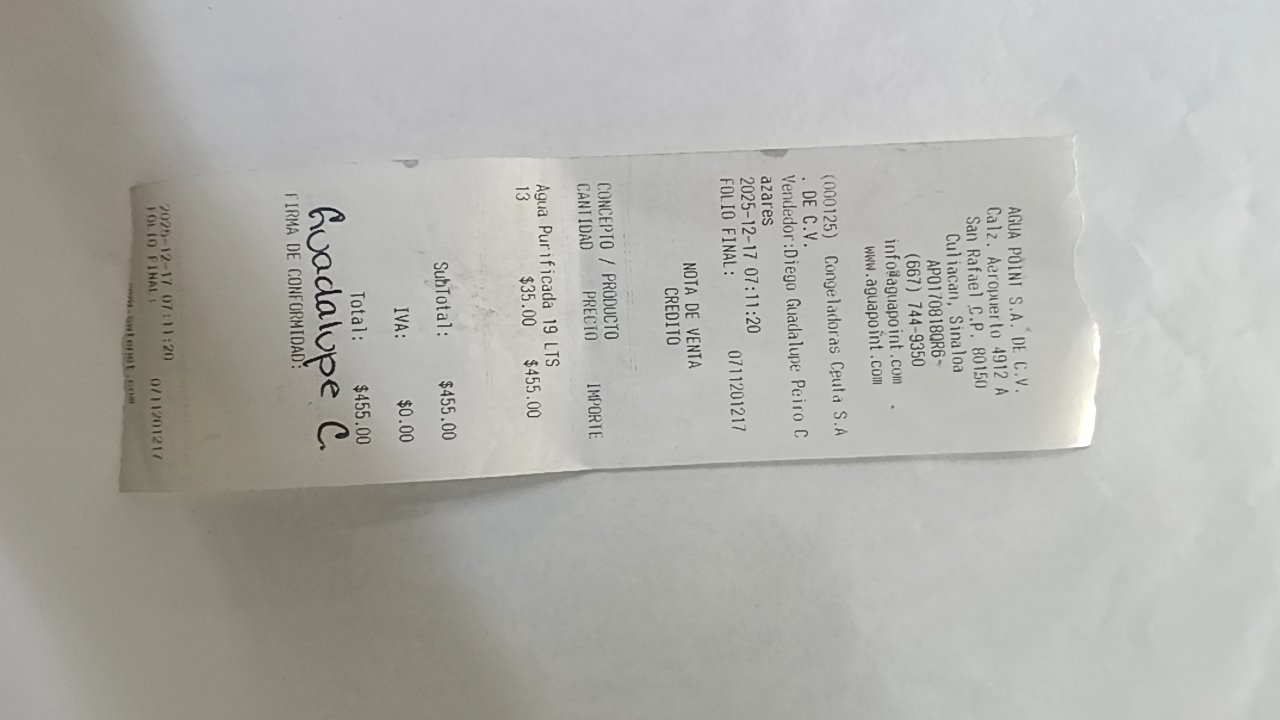 AGUA POINT S.A. DE C.V.
Calz. Aeropuerto 4912 A
San Rafael C.P. 80150
Culiacan, Sinaloa
APO1708180R6-
(667) 744-9350
info@aguapoint.com
www.aguapoint.com
(000125) Congeladoras Ceuta S.A
. DE C.V.
Vendedor:Diego Guadalupe Peiro C
azares
2025-12-17 07:11:20
FOLIO FINAL: 0711201217
NOTA DE VENTA
CREDITO
CONCEPTO / PRODUCTO
CANTIDAD PRECIO IMPORTE
Agua Purificada 19 LTS
13 $35.00 $455.00
SubTotal: $455.00
IVA: $0.00
Total: $455.00
Guadalupe C.
FIRMA DE CONFORMIDAD:
2025-12-17 07:11:20
FOLIO FINAL: 0711201217